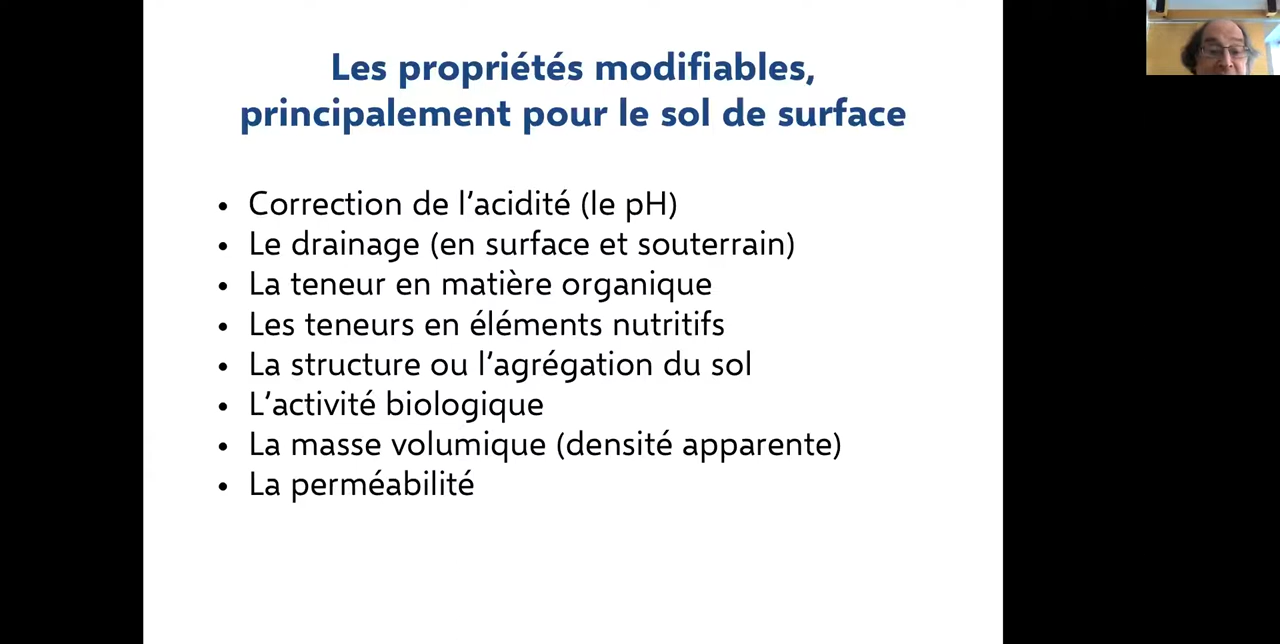 Les propriétés modifiables,
principalement pour le sol de surface
• Correction de l’acidité (le pH)
• Le drainage (en surface et souterrain)
• La teneur en matière organique
• Les teneurs en éléments nutritifs
• La structure ou l’agrégation du sol
• L’activité biologique
• La masse volumique (densité apparente)
• La perméabilité